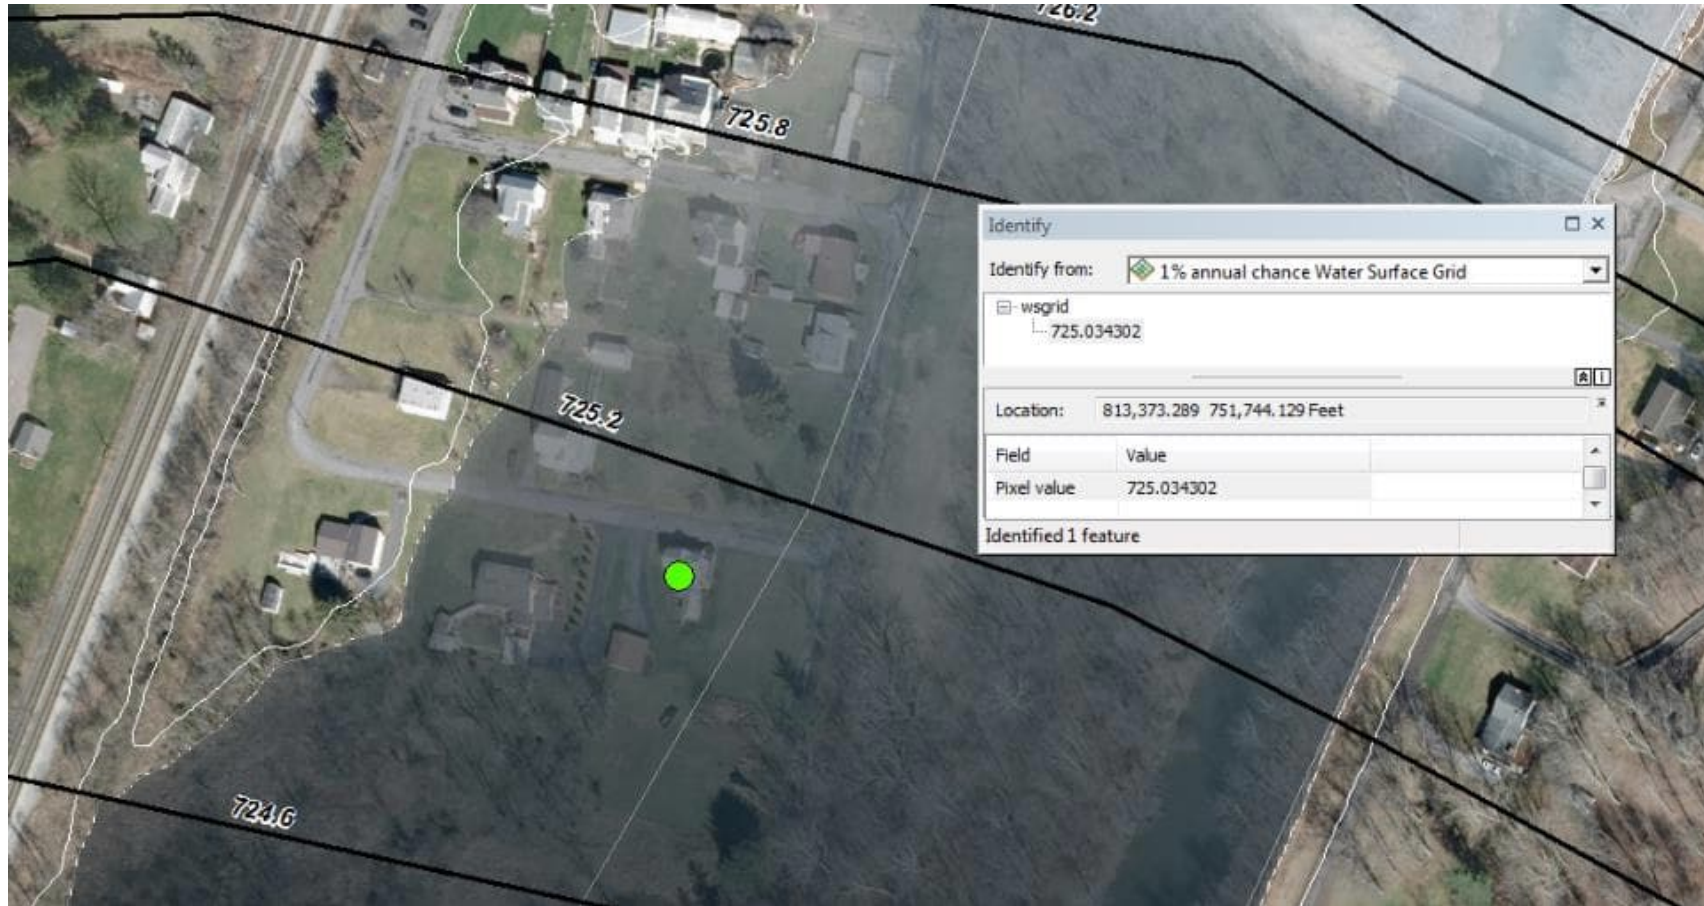 726.2
725.8
Identify
Identify from: 1% annual chance Water Surface Grid
wsgrid
725.034302
Location: 813,373.289 751,744.129 Feet
Field Value
Pixel value 725.034302
Identified 1 feature
725.2
724.6